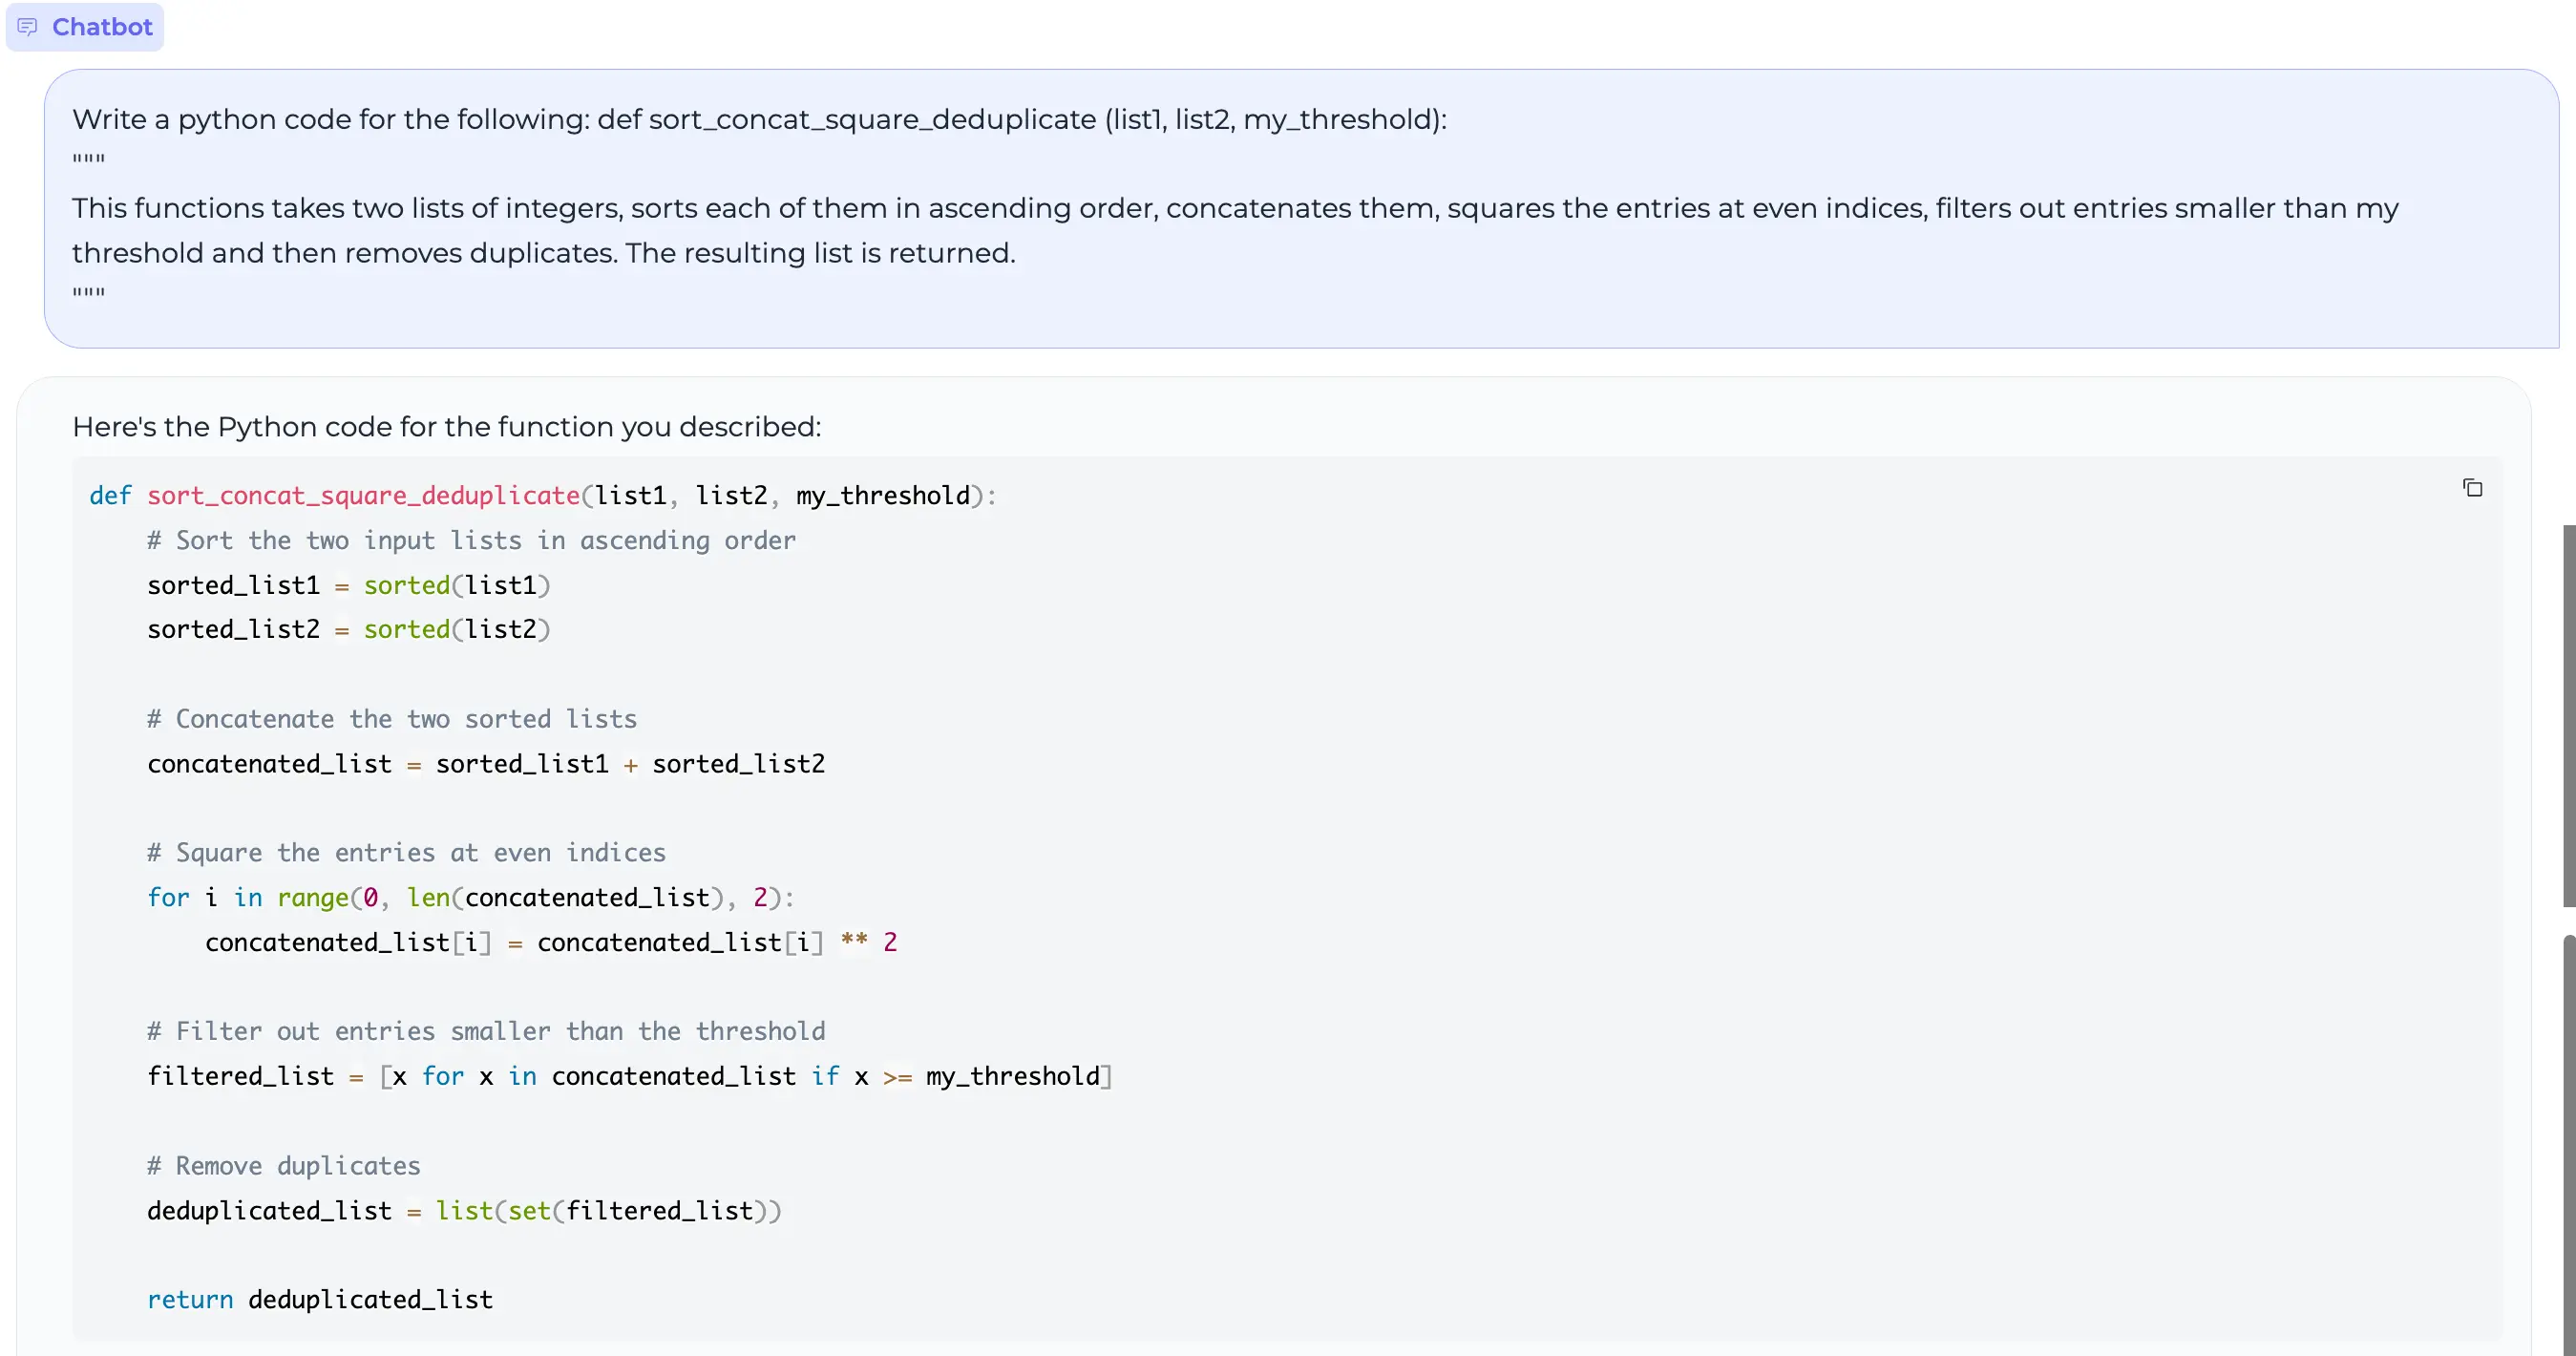 Chatbot
Write a python code for the following: def sort_concat_square_deduplicate (list1, list2, my_threshold):
"""
This functions takes two lists of integers, sorts each of them in ascending order, concatenates them, squares the entries at even indices, filters out entries smaller than my
threshold and then removes duplicates. The resulting list is returned.
"""
Here's the Python code for the function you described:
def sort_concat_square_deduplicate(list1, list2, my_threshold):
    # Sort the two input lists in ascending order
    sorted_list1 = sorted(list1)
    sorted_list2 = sorted(list2)
    # Concatenate the two sorted lists
    concatenated_list = sorted_list1 + sorted_list2
    # Square the entries at even indices
    for i in range(0, len(concatenated_list), 2):
        concatenated_list[i] = concatenated_list[i] ** 2
    # Filter out entries smaller than the threshold
    filtered_list = [x for x in concatenated_list if x >= my_threshold]
    # Remove duplicates
    deduplicated_list = list(set(filtered_list))
    return deduplicated_list